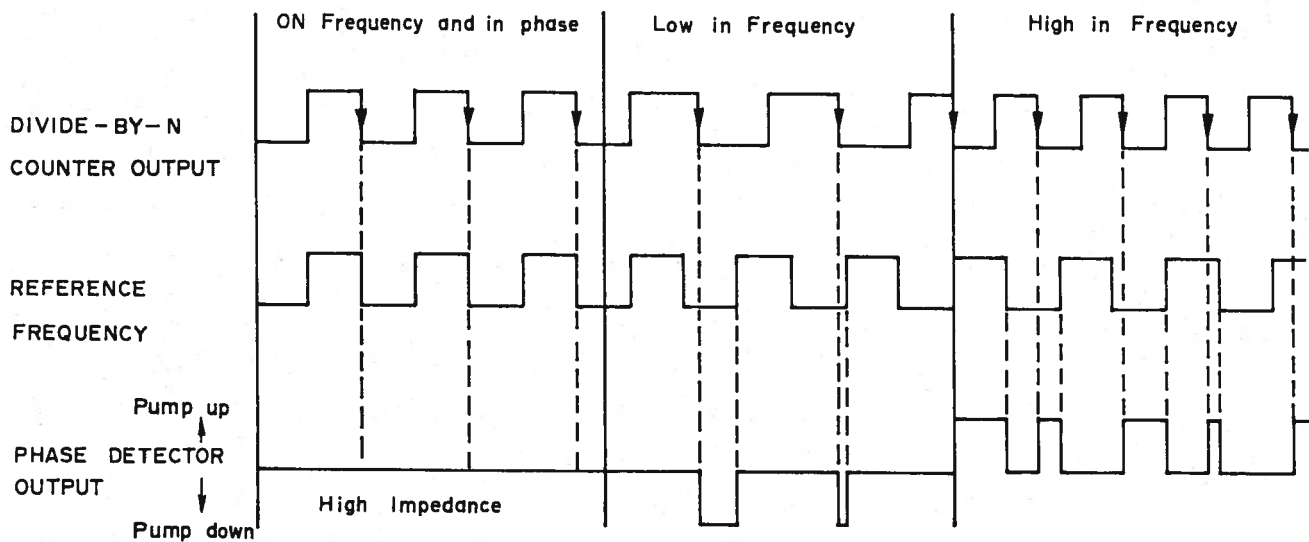 ON Frequency and in phase
Low in Frequency
High in Frequency
DIVIDE-BY-N
COUNTER OUTPUT
REFERENCE
FREQUENCY
Pump up
PHASE DETECTOR
OUTPUT
High Impedance
Pump down